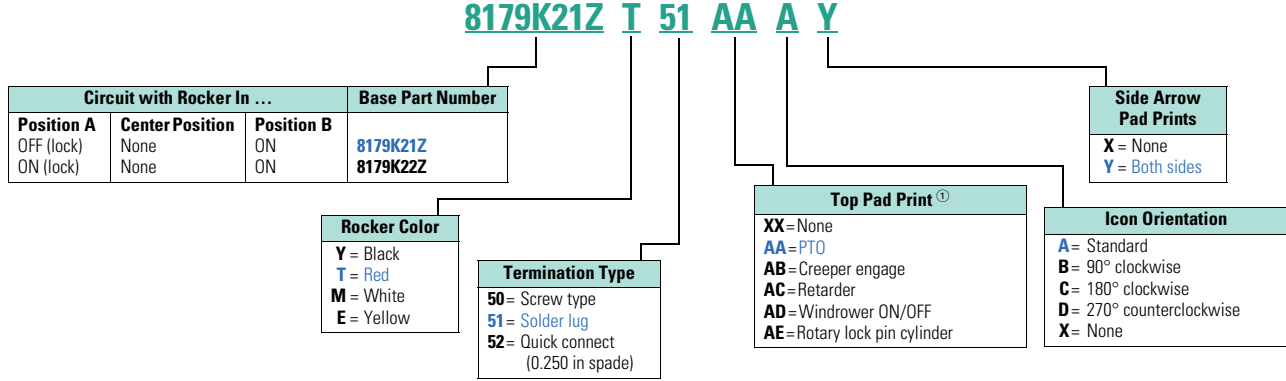 8179K21Z T 51 AA A Y
Circuit with Rocker In … Base Part Number
Position A Center Position Position B
OFF (lock) None ON 8179K21Z
ON (lock) None ON 8179K22Z
Rocker Color
Y = Black
T = Red
M = White
E = Yellow
Termination Type
50= Screw type
51= Solder lug
52= Quick connect
(0.250 in spade)
Top Pad Print ①
XX=None
AA=PTO
AB=Creeper engage
AC=Retarder
AD=Windrower ON/OFF
AE=Rotary lock pin cylinder
Icon Orientation
A= Standard
B= 90° clockwise
C= 180° clockwise
D= 270° counterclockwise
X= None
Side Arrow
Pad Prints
X = None
Y = Both sides